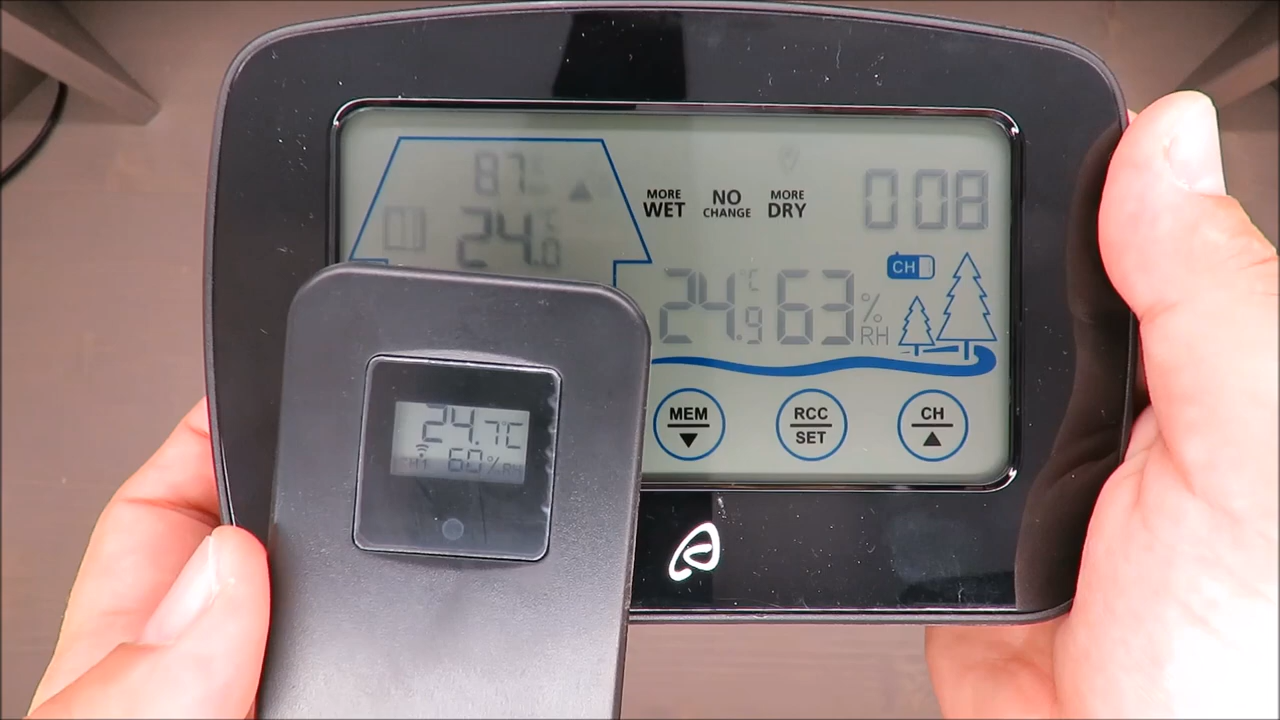 87
24.0
MORE
WET
NO
CHANGE
MORE
DRY
008
CH
24.9 °C 63 % RH
MEM
RCC
SET
CH
24.7°C
60% RH